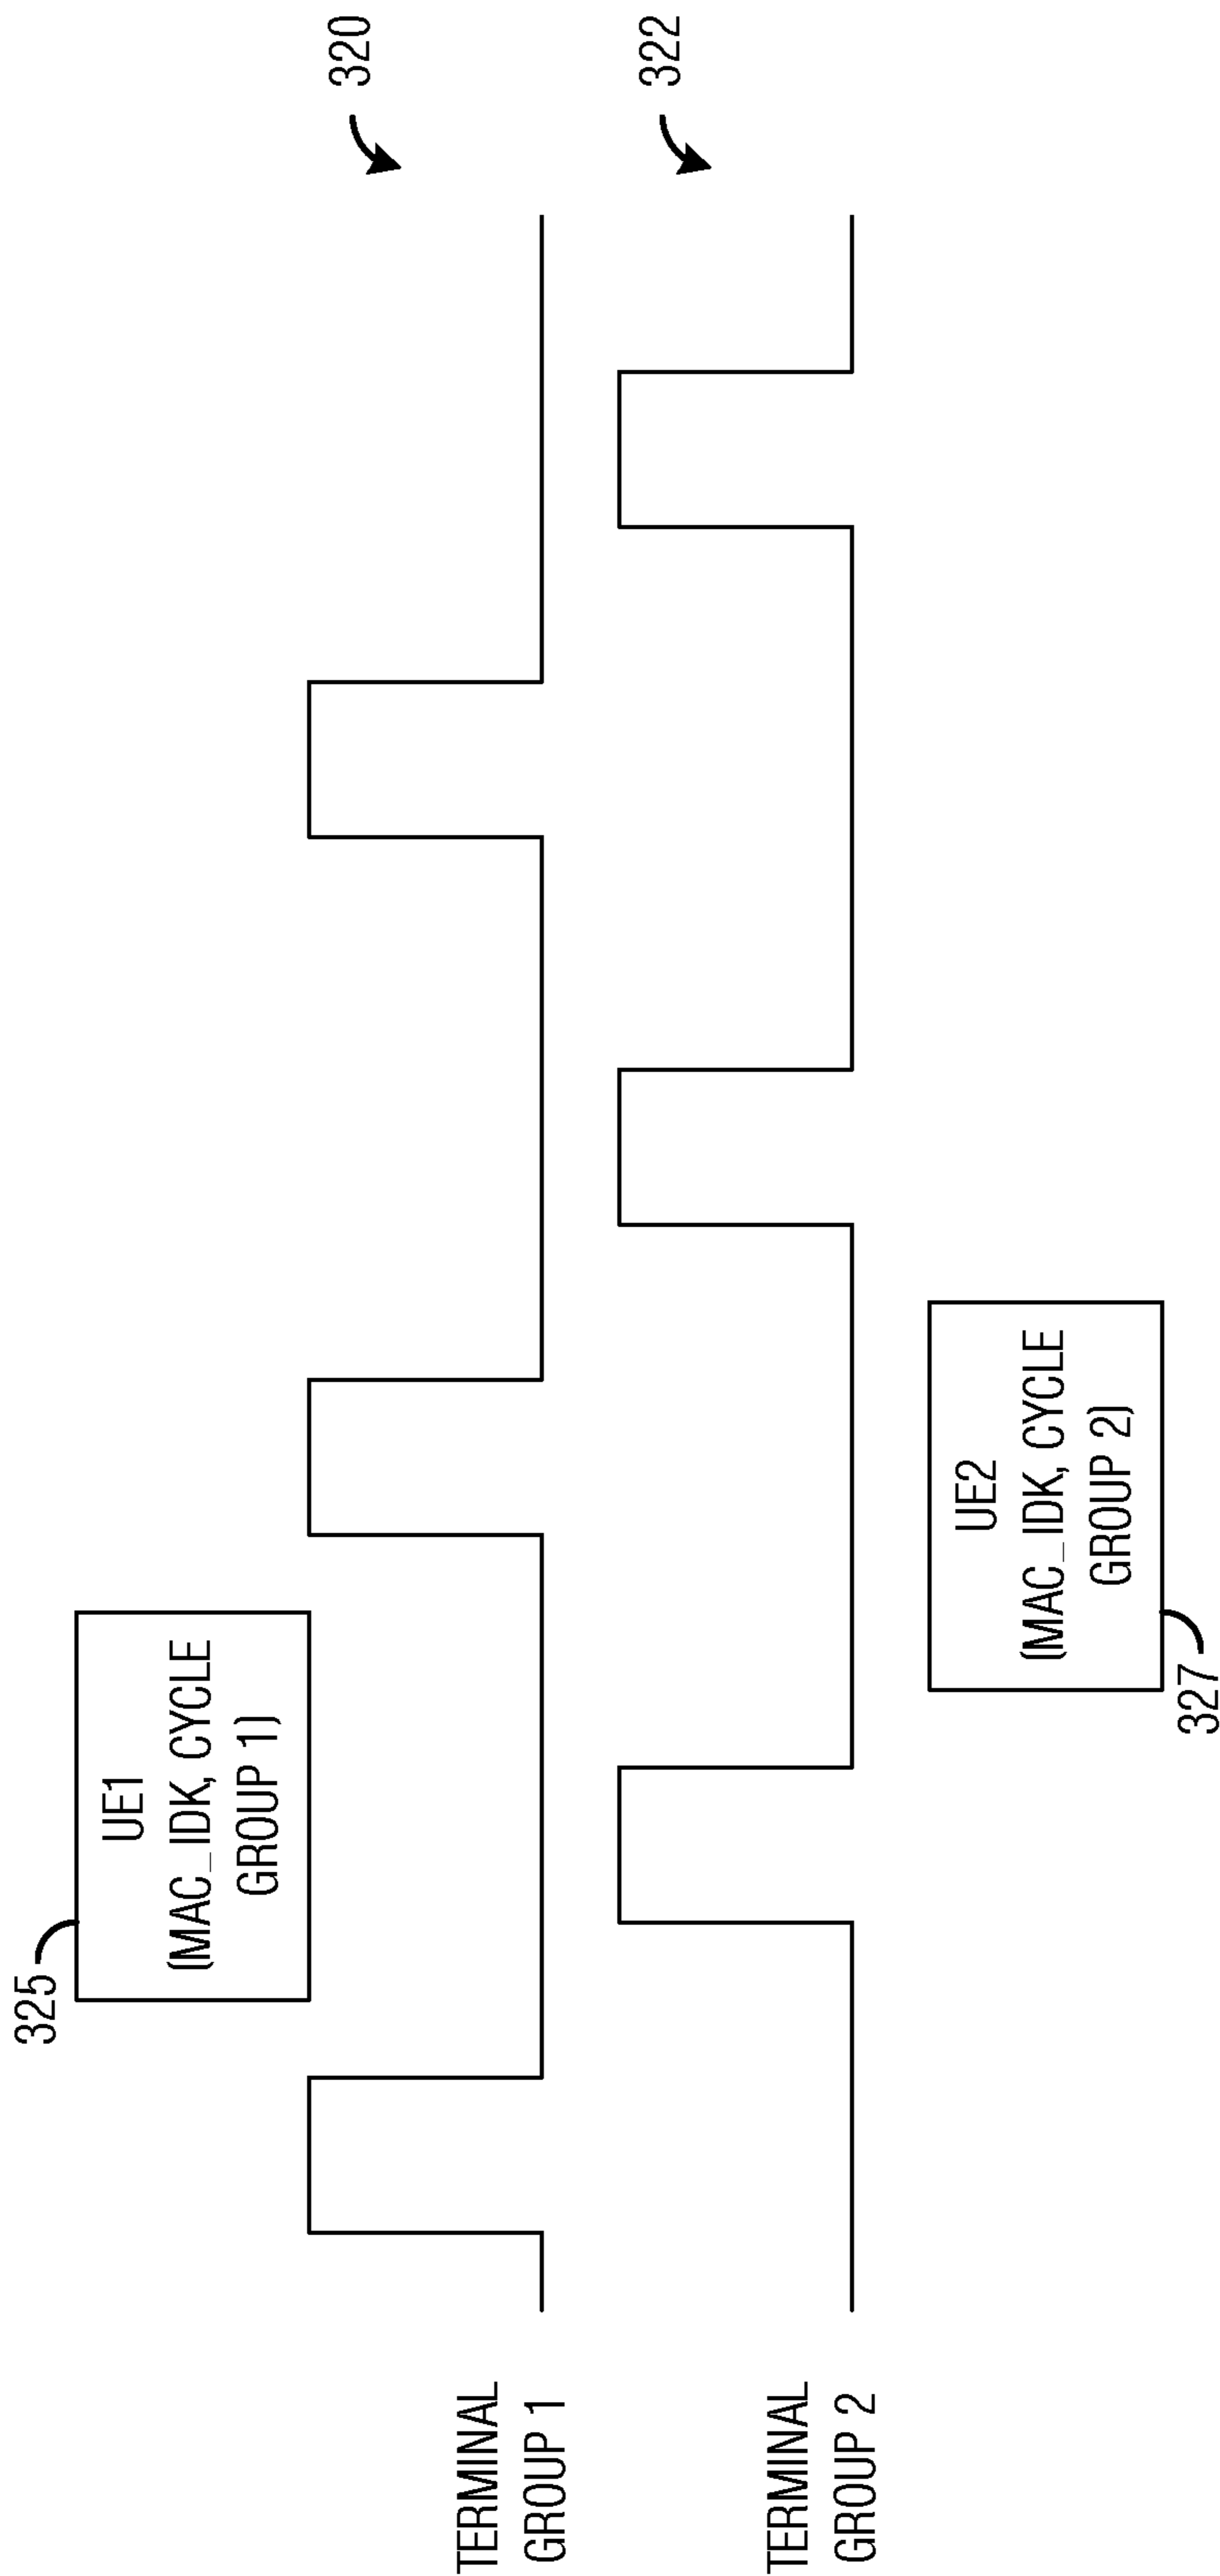 325
UE1
(MAC_IDK, CYCLE
GROUP 1)
320
TERMINAL
GROUP 1
322
TERMINAL
GROUP 2
UE2
(MAC_IDK, CYCLE
GROUP 2)
327